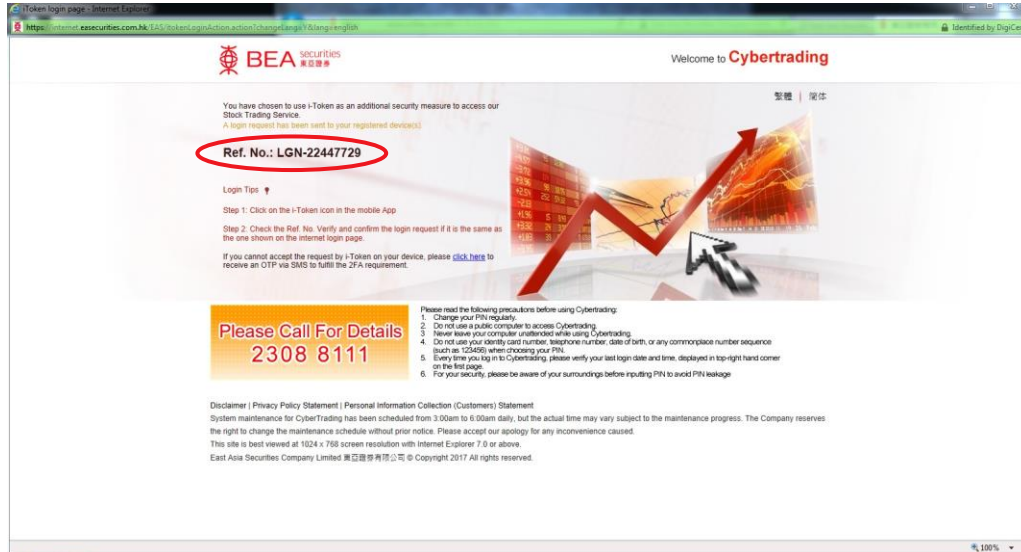 iToken login page - Internet Explorer
https://internet.easecurities.com.hk/EAS/itokenLoginAction.action?changeLang=Y&lang=english
Identified by DigiCer
BEA securities
東亞證券
Welcome to Cybertrading
繁體 | 简体
You have chosen to use i-Token as an additional security measure to access our
Stock Trading Service.
A login request has been sent to your registered device(s)
Ref. No.: LGN-22447729
Login Tips
Step 1: Click on the i-Token icon in the mobile App
Step 2: Check the Ref. No. Verify and confirm the login request if it is the same as
the one shown on the internet login page.
If you cannot accept the request by i-Token on your device, please click here to
receive an OTP via SMS to fulfill the 2FA requirement.
Please Call For Details
2308 8111
Please read the following precautions before using Cybertrading:
1. Change your PIN regularly.
2. Do not use a public computer to access Cybertrading.
3 Never leave your computer unattended while using Cybertrading.
4. Do not use your identity card number, telephone number, date of birth, or any commonplace number sequence
(such as 123456) when choosing your PIN.
5 Every time you log in to Cybertrading, please verify your last login date and time, displayed in top-right hand corner
on the first page.
6. For your security, please be aware of your surroundings before inputting PIN to avoid PIN leakage
Disclaimer | Privacy Policy Statement | Personal Information Collection (Customers) Statement
System maintenance for CyberTrading has been scheduled from 3:00am to 6:00am daily, but the actual time may vary subject to the maintenance progress. The Company reserves
the right to change the maintenance schedule without prior notice. Please accept our apology for any inconvenience caused.
This site is best viewed at 1024 x 768 screen resolution with Internet Explorer 7.0 or above.
East Asia Securities Company Limited 東亞證券有限公司 © Copyright 2017 All rights reserved.
100%